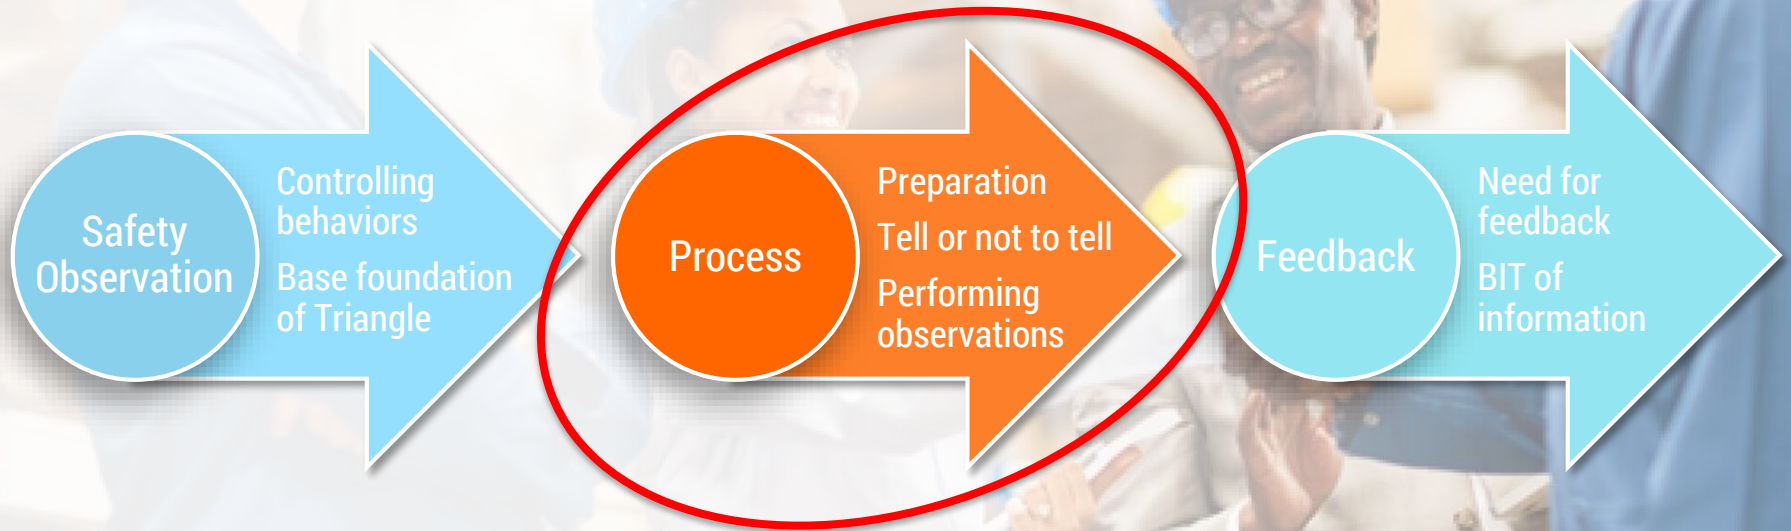 Safety
Observation
Controlling
behaviors
Base foundation
of Triangle
Process
Preparation
Tell or not to tell
Performing
observations
Feedback
Need for
feedback
BIT of
information